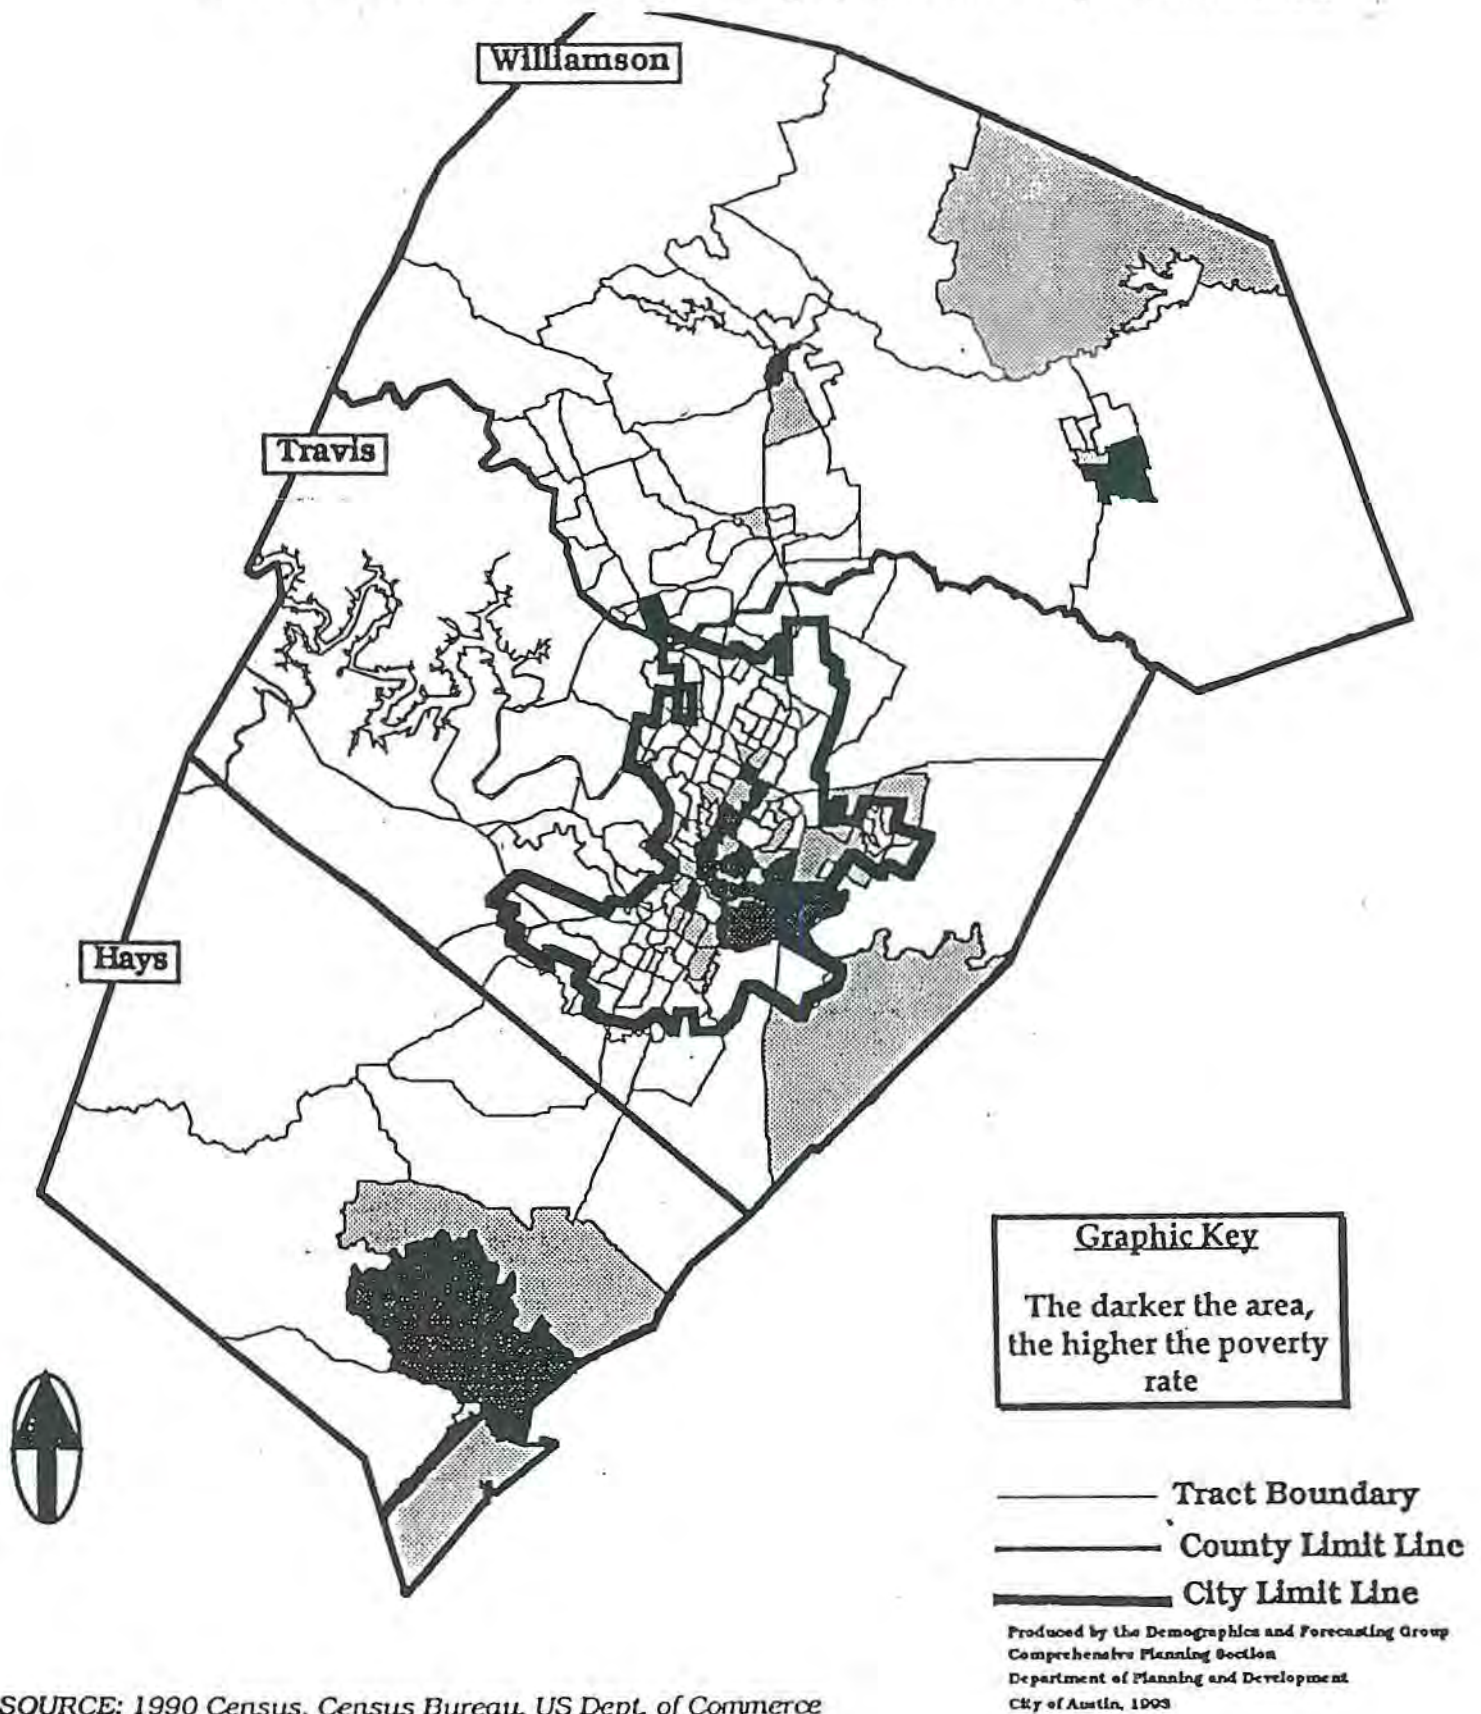 Williamson
Travis
Hays
Graphic Key
The darker the area,
the higher the poverty
rate
Tract Boundary
County Limit Line
City Limit Line
Produced by the Demographics and Forecasting Group
Comprehensive Planning Section
Department of Planning and Development
City of Austin, 1993
SOURCE: 1990 Census, Census Bureau, US Dept. of Commerce